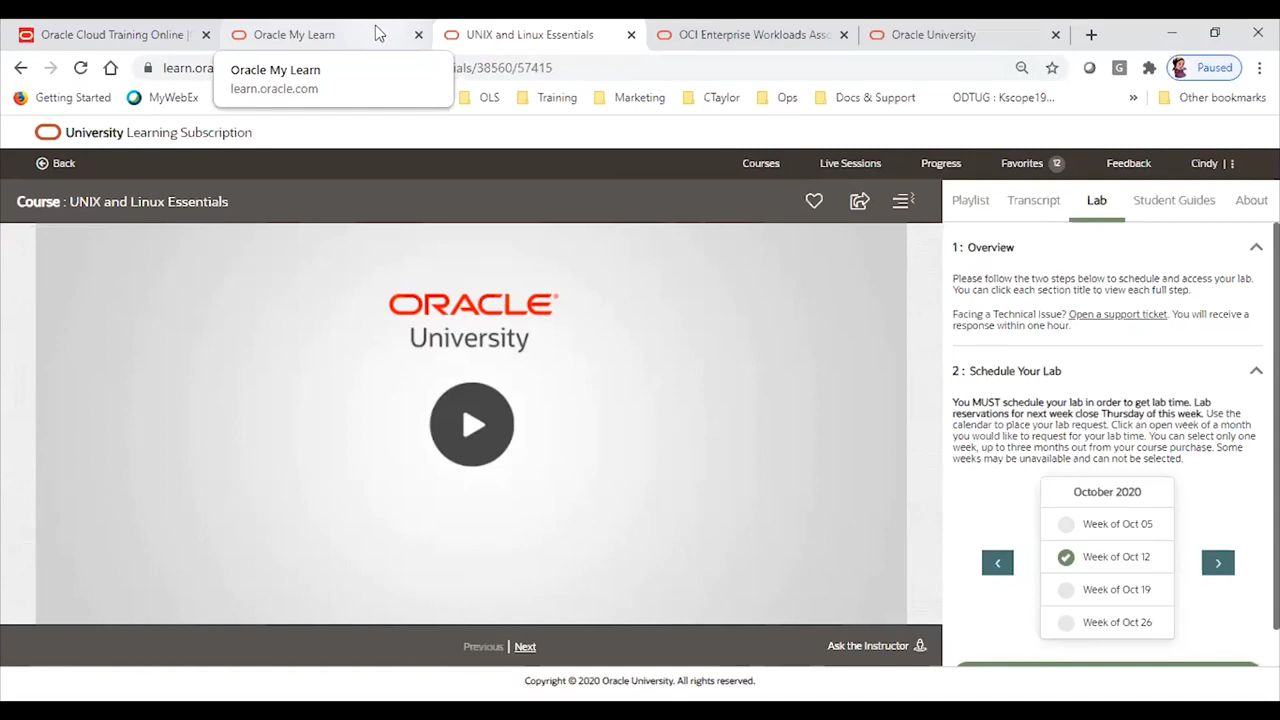 Oracle Cloud Training Online |
Oracle My Learn
UNIX and Linux Essentials
OCI Enterprise Workloads Ass
Oracle University
learn.ora
Oracle My Learn
learn.oracle.com
ials/38560/57415
Paused
Getting Started
MyWebEx
OLS
Training
Marketing
CTaylor
Ops
Docs & Support
ODTUG : Kscope19...
»
Other bookmarks
University Learning Subscription
Back
Courses
Live Sessions
Progress
Favorites 12
Feedback
Cindy |
Course : UNIX and Linux Essentials
Playlist
Transcript
Lab
Student Guides
About
ORACLE®
University
1 : Overview
Please follow the two steps below to schedule and access your lab.
You can click each section title to view each full step.
Facing a Technical Issue? Open a support ticket. You will receive a
response within one hour.
2 : Schedule Your Lab
You MUST schedule your lab in order to get lab time. Lab
reservations for next week close Thursday of this week. Use the
calendar to place your lab request. Click an open week of a month
you would like to request for your lab time. You can select only one
week, up to three months out from your course purchase. Some
weeks may be unavailable and can not be selected.
October 2020
Week of Oct 05
Week of Oct 12
Week of Oct 19
Week of Oct 26
Previous | Next
Ask the Instructor
Copyright © 2020 Oracle University. All rights reserved.